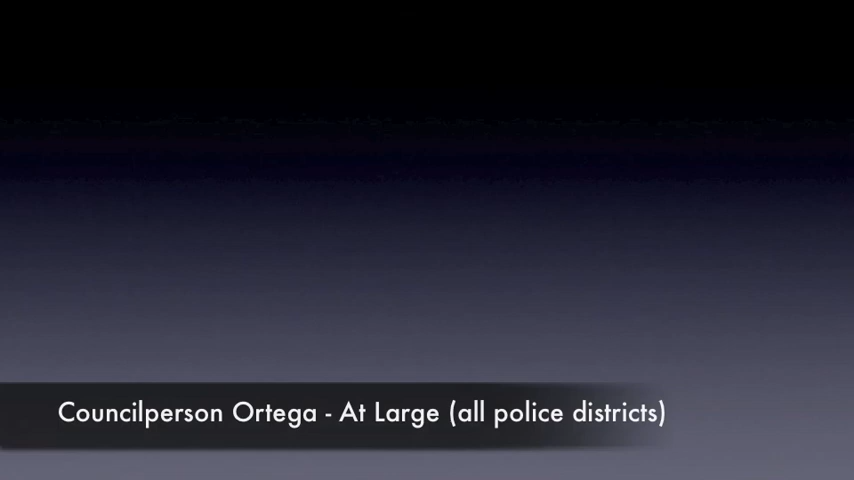 Councilperson Ortega - At Large (all police districts)